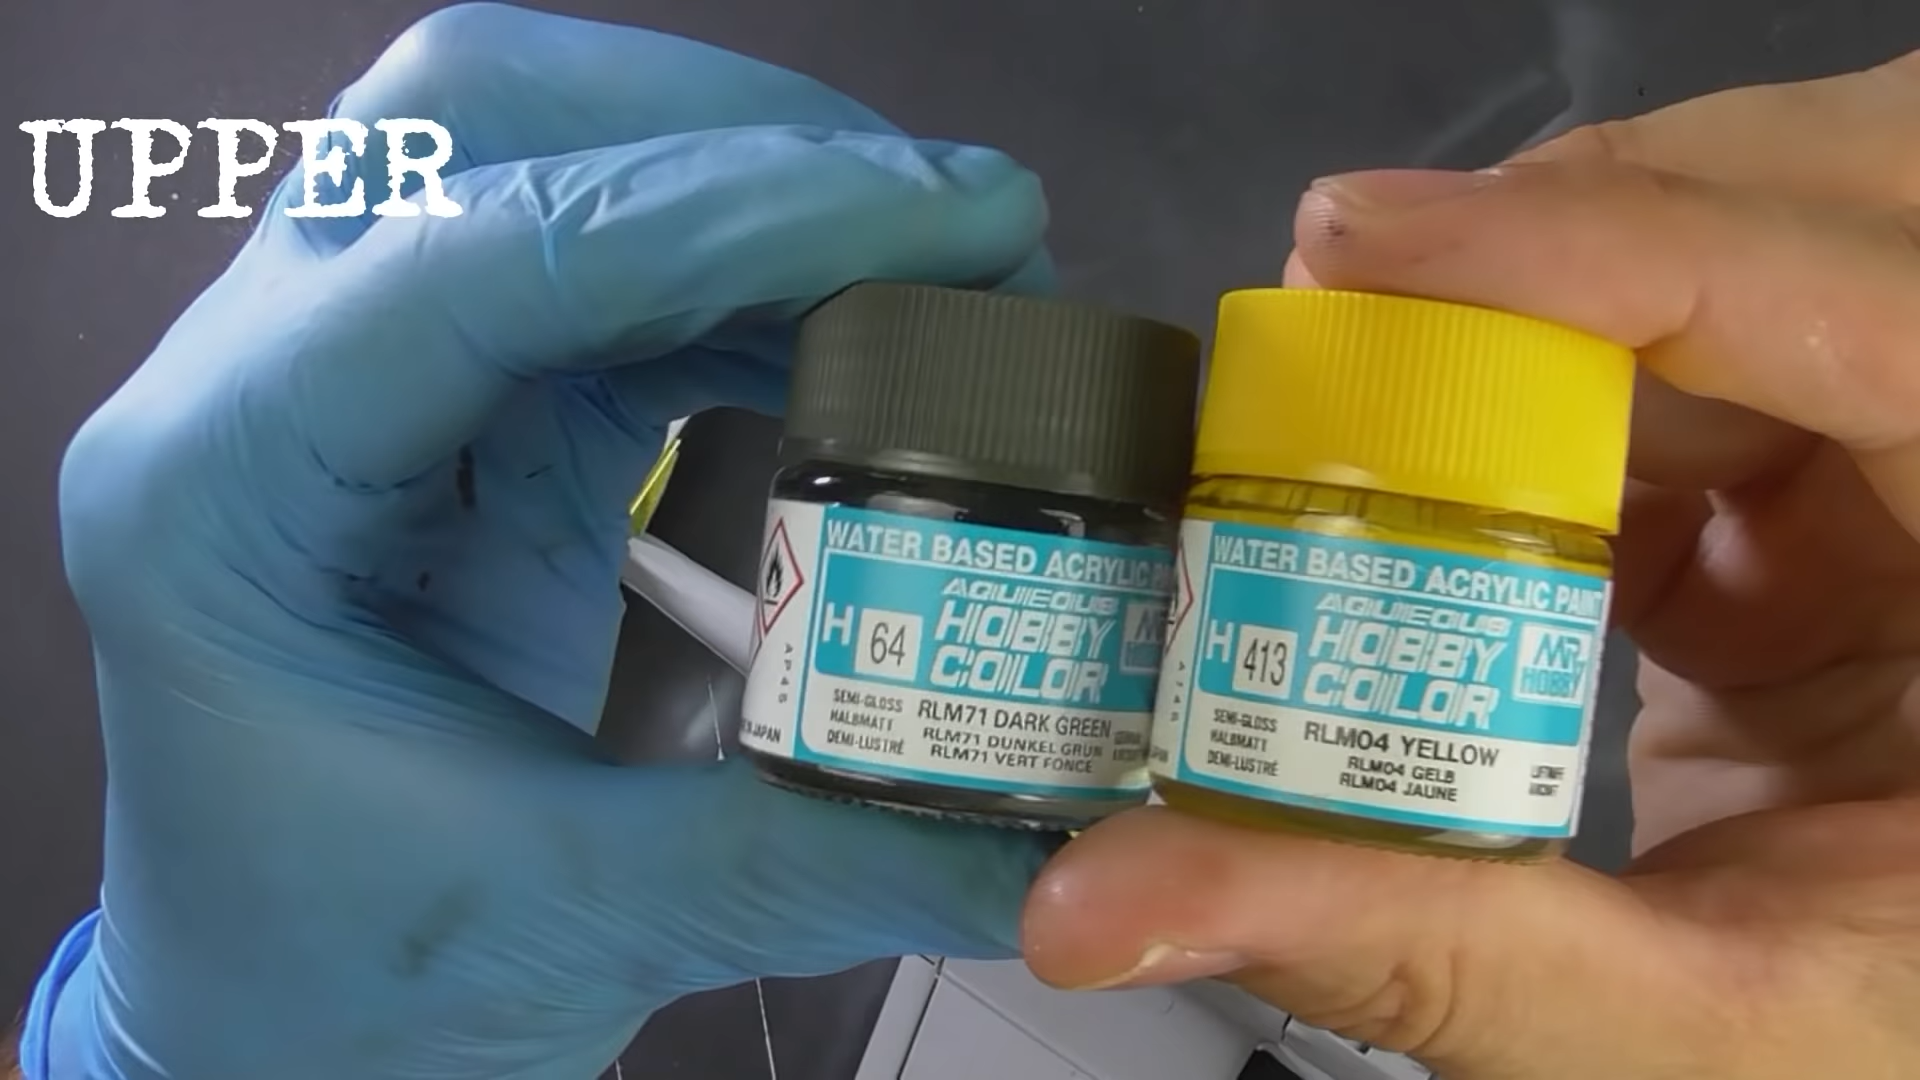 UPPER
WATER BASED ACRYLIC
H 64
AQUEOUS
HOBBY
COLOR
SEMI-GLOSS
HALBMATT
DEMI-LUSTRÉ
RLM71 DARK GREEN
RLM71 DUNKEL GRÜN
RLM71 VERT FONCÉ
JAPAN
WATER BASED ACRYLIC PAINT
H 413
AQUEOUS
HOBBY
COLOR
MR
HOBBY
SEMI-GLOSS
HALBMATT
DEMI-LUSTRÉ
RLM04 YELLOW
RLM04 GELB
RLM04 JAUNE